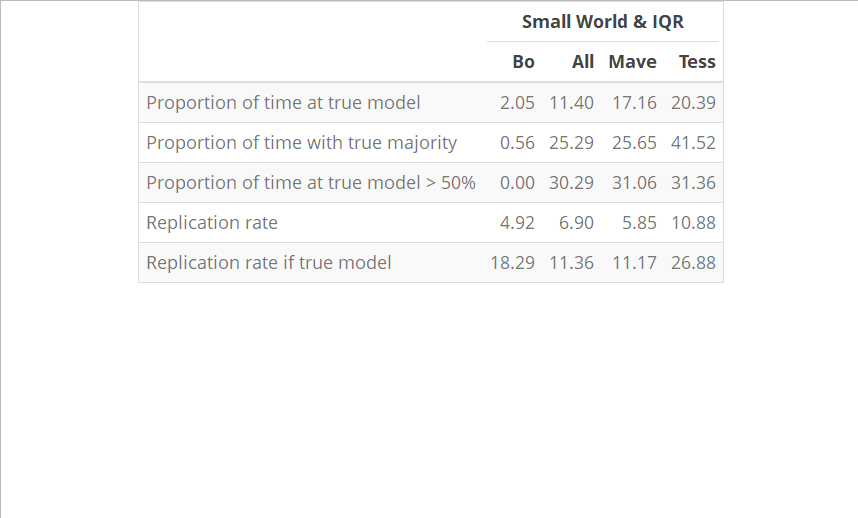 Small World & IQR
Bo All Mave Tess
Proportion of time at true model 2.05 11.40 17.16 20.39
Proportion of time with true majority 0.56 25.29 25.65 41.52
Proportion of time at true model > 50% 0.00 30.29 31.06 31.36
Replication rate 4.92 6.90 5.85 10.88
Replication rate if true model 18.29 11.36 11.17 26.88